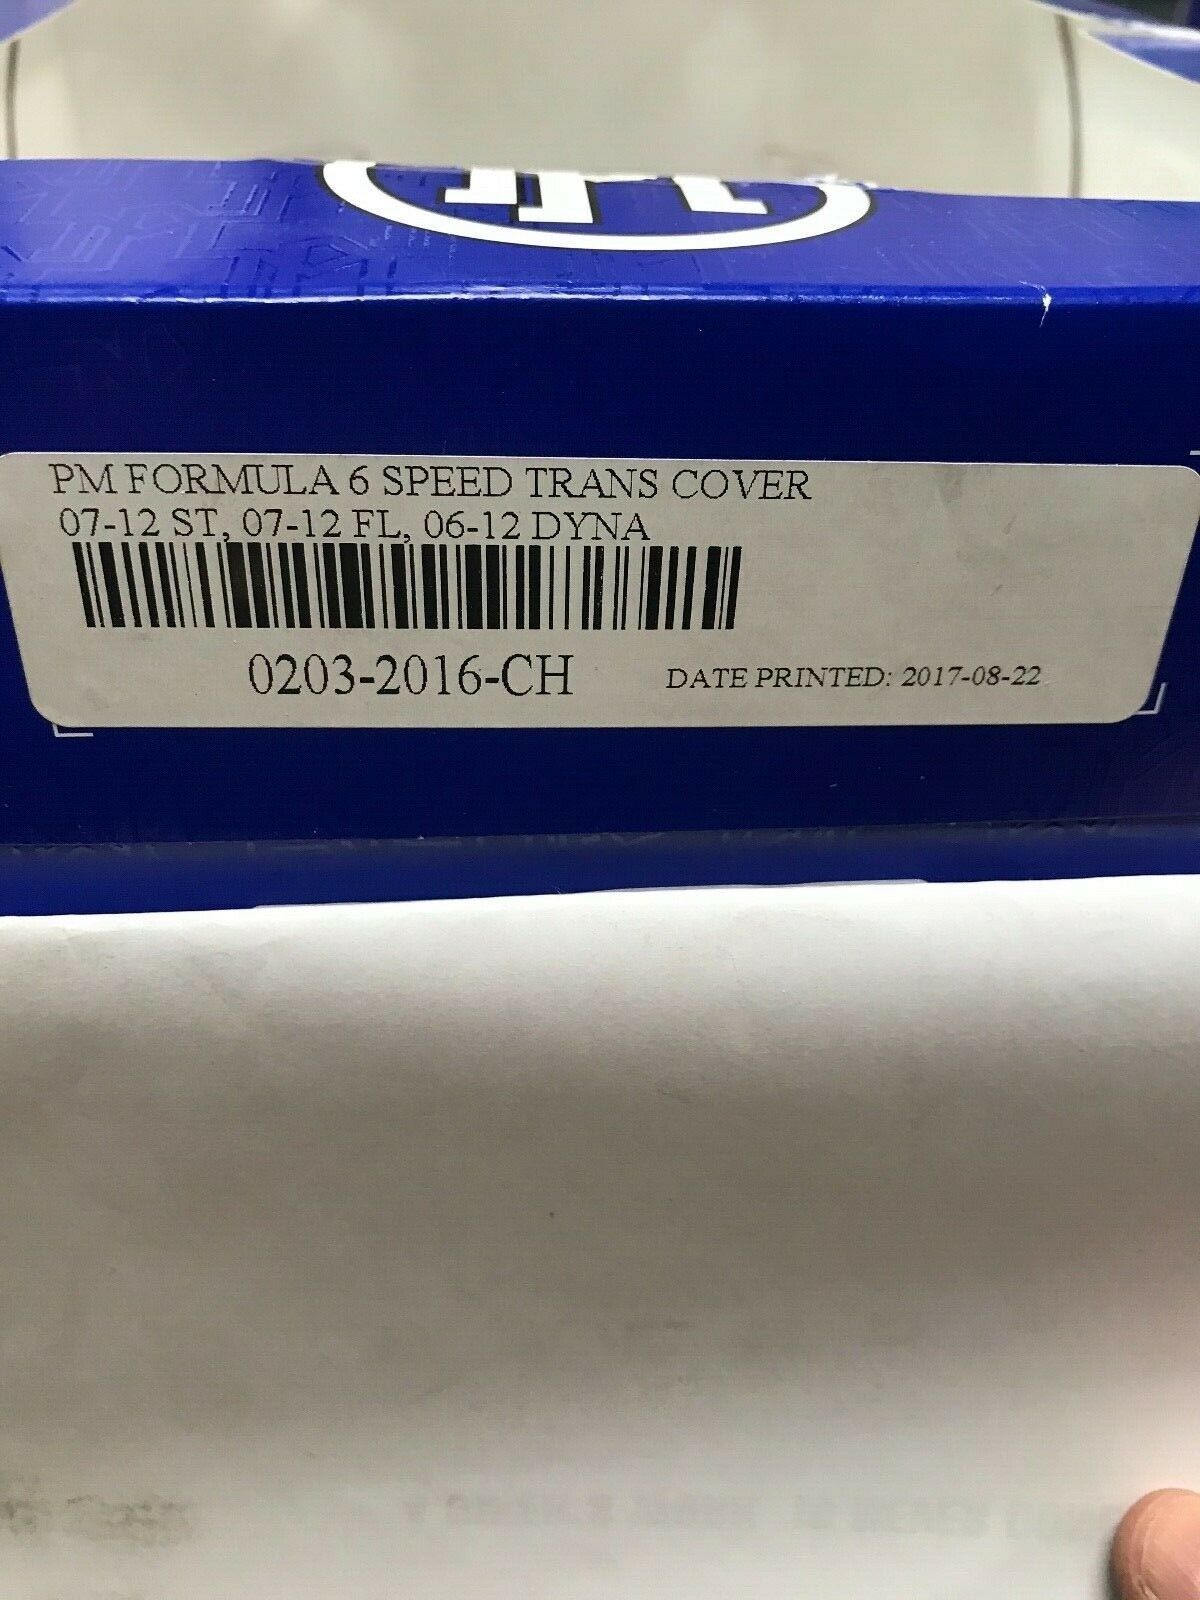 PM FORMULA 6 SPEED TRANS COVER
07-12 ST, 07-12 FL, 06-12 DYNA
0203-2016-CH DATE PRINTED: 2017-08-22